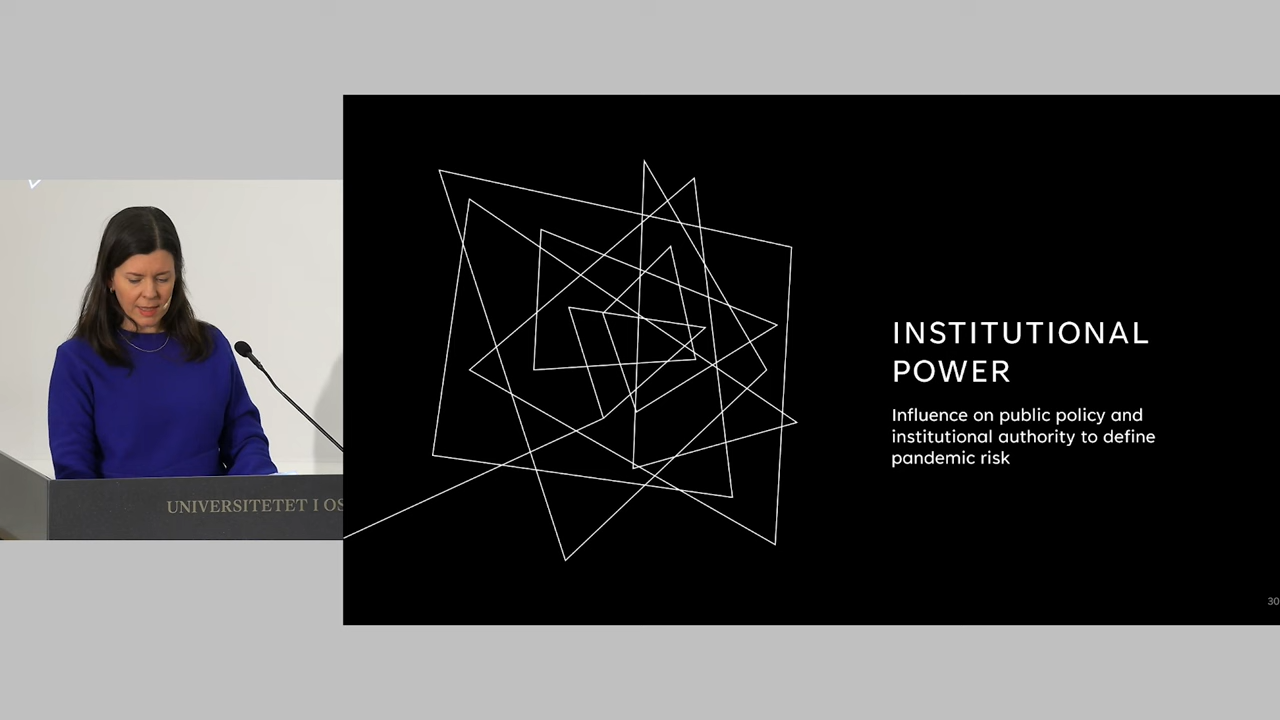 UNIVERSITETET I OS
INSTITUTIONAL
POWER
Influence on public policy and
institutional authority to define
pandemic risk
30